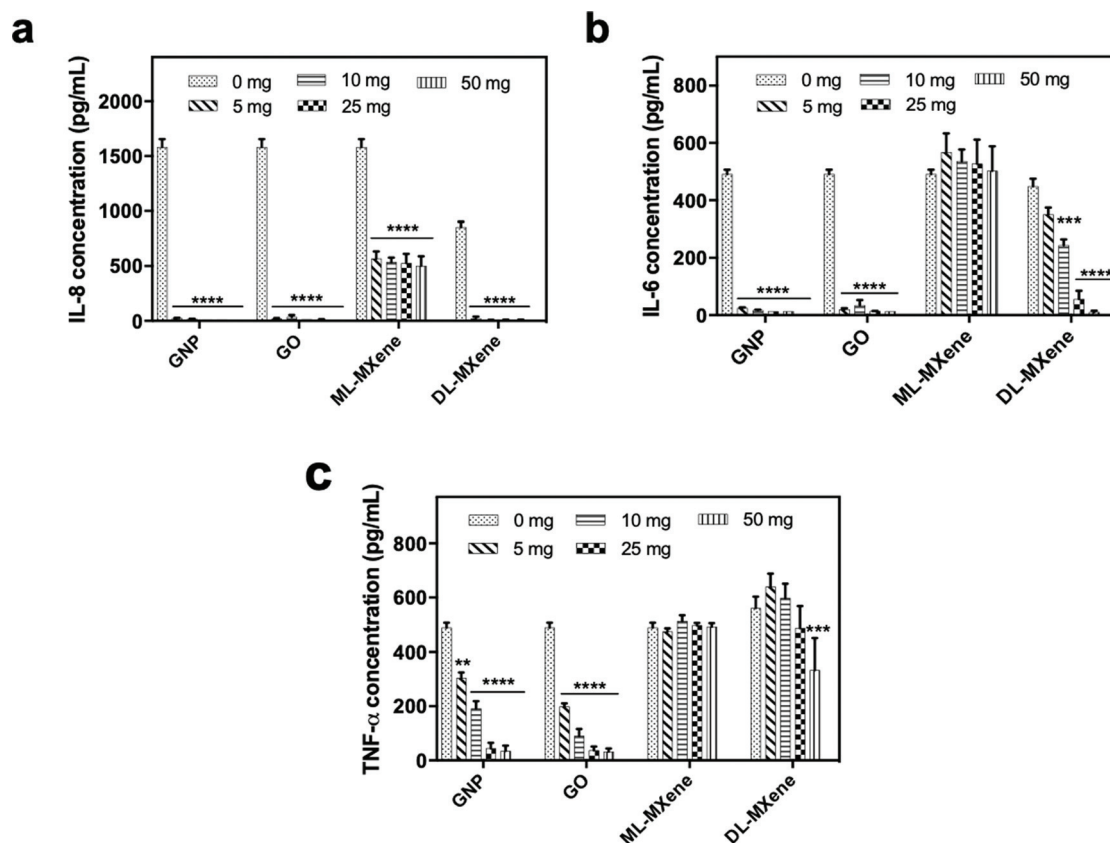 a
IL-8 concentration (pg/mL)
0 mg 10 mg 50 mg
5 mg 25 mg
2000
1500
1000
500
0
**** **** **** ****
GNP GO ML-MXene DL-MXene
b
IL-6 concentration (pg/mL)
0 mg 10 mg 50 mg
5 mg 25 mg
800
600
400
200
0
**** **** *** ****
GNP GO ML-MXene DL-MXene
c
TNF-α concentration (pg/mL)
0 mg 10 mg 50 mg
5 mg 25 mg
800
600
400
200
0
** **** **** ***
GNP GO ML-MXene DL-MXene